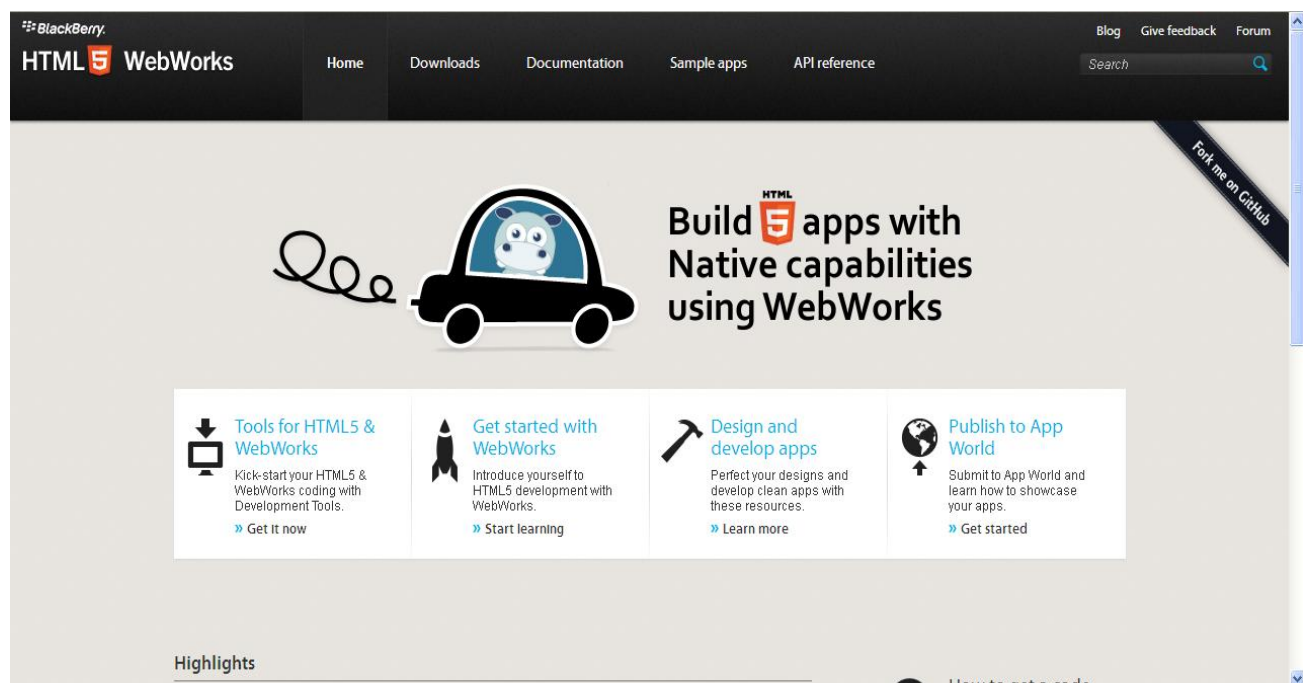 BlackBerry.
HTML5 WebWorks
Home
Downloads
Documentation
Sample apps
API reference
Blog
Give feedback
Forum
Search
Fork me on GitHub
HTML
Build 5 apps with
Native capabilities
using WebWorks
Tools for HTML5 &
WebWorks
Kick-start your HTML5 &
WebWorks coding with
Development Tools.
» Get It now
Get started with
WebWorks
Introduce yourself to
HTML5 development with
WebWorks.
» Start learning
Design and
develop apps
Perfect your designs and
develop clean apps with
these resources.
» Learn more
Publish to App
World
Submit to App World and
learn how to showcase
your apps.
» Get started
Highlights